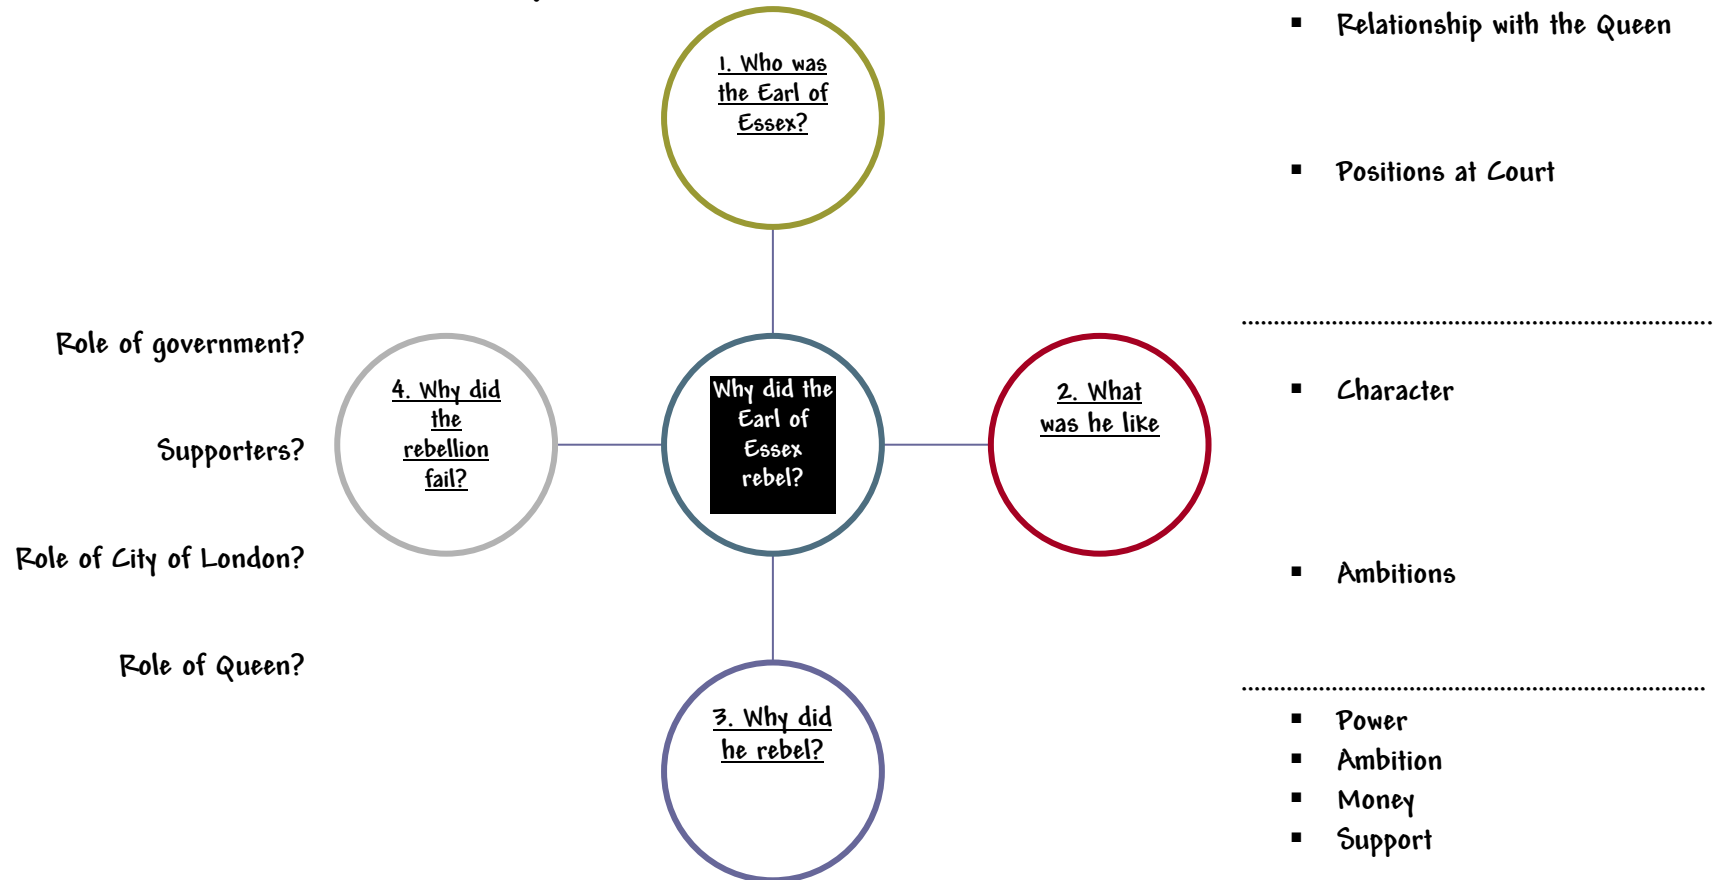 1. Who was
the Earl of
Essex?
▪ Relationship with the Queen
▪ Positions at Court
Role of government?
Supporters?
Role of City of London?
Role of Queen?
4. Why did
the
rebellion
fail?
Why did the
Earl of
Essex
rebel?
2. What
was he like
▪ Character
▪ Ambitions
3. Why did
he rebel?
▪ Power
▪ Ambition
▪ Money
▪ Support